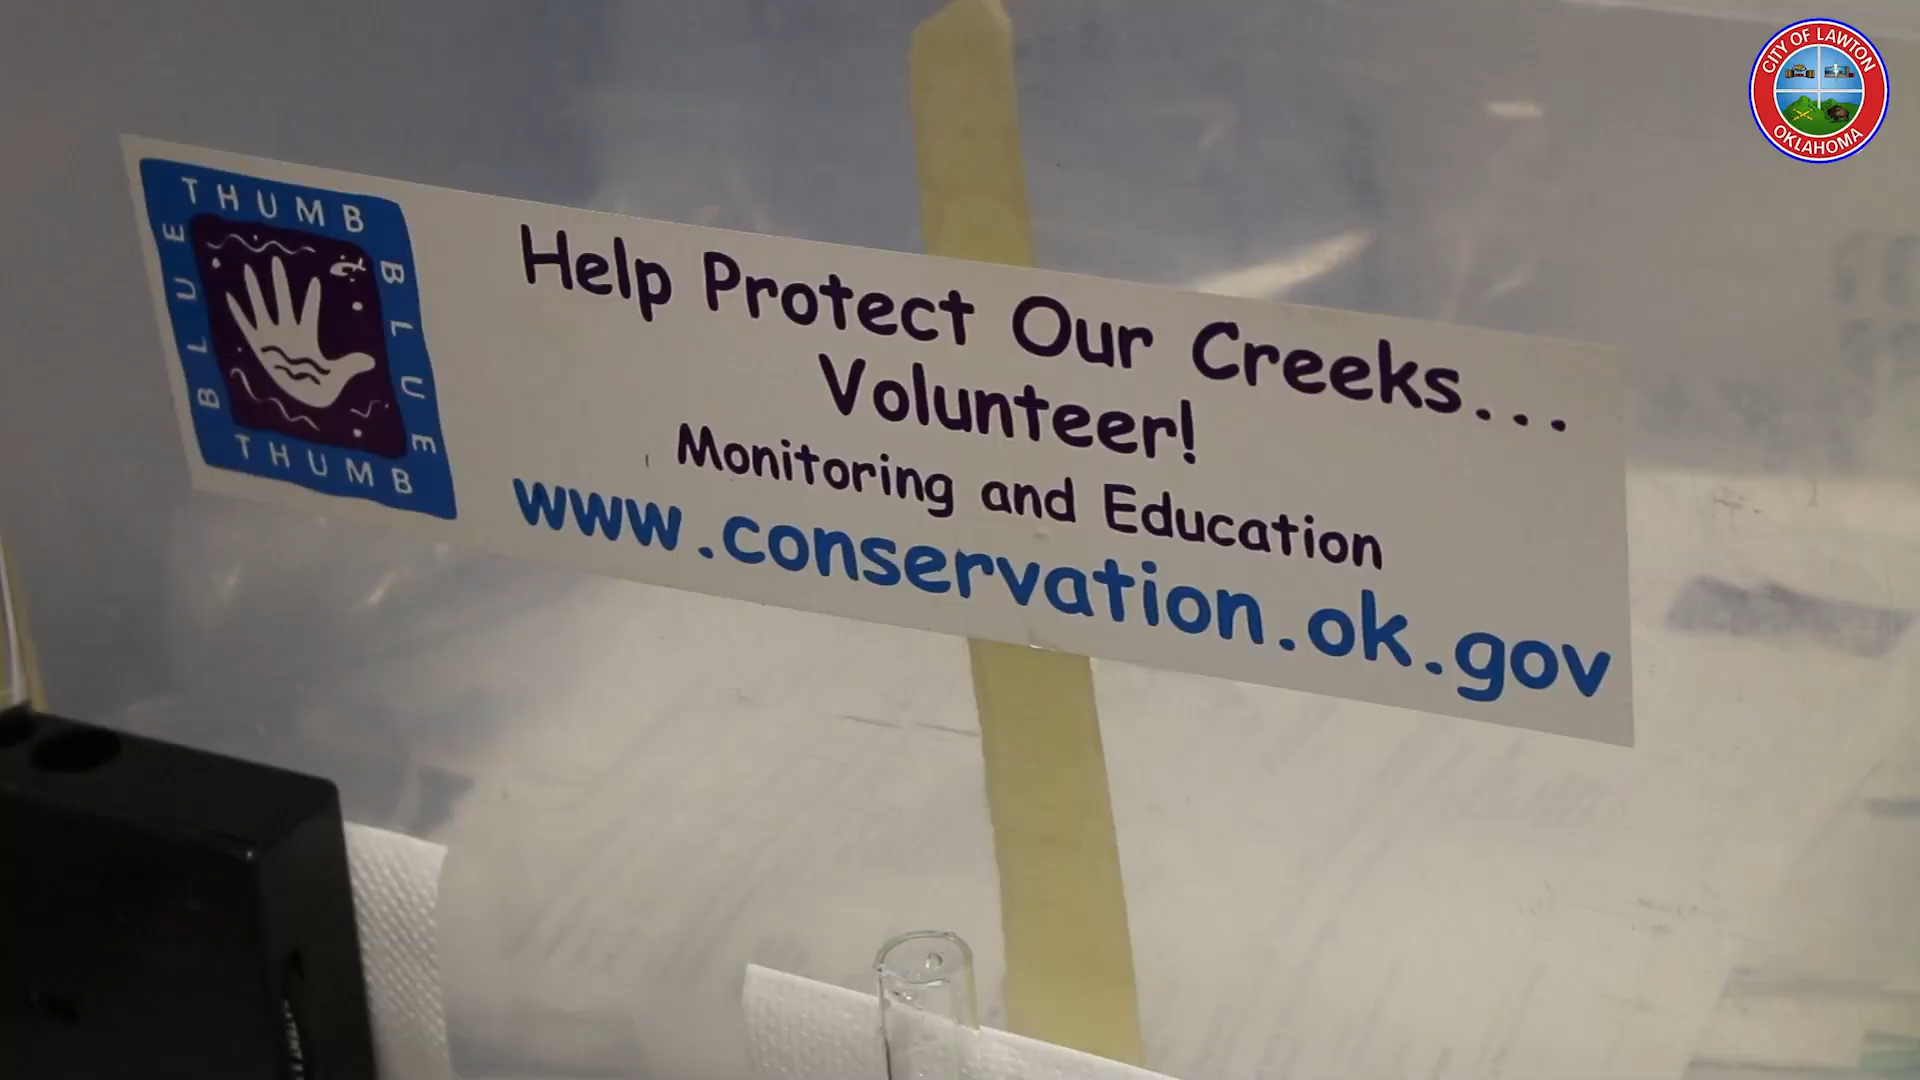 CITY OF LAWTON
OKLAHOMA
THUMB
BLUE
BLUE
THUMB
Help Protect Our Creeks...
Volunteer!
Monitoring and Education
www.conservation.ok.gov